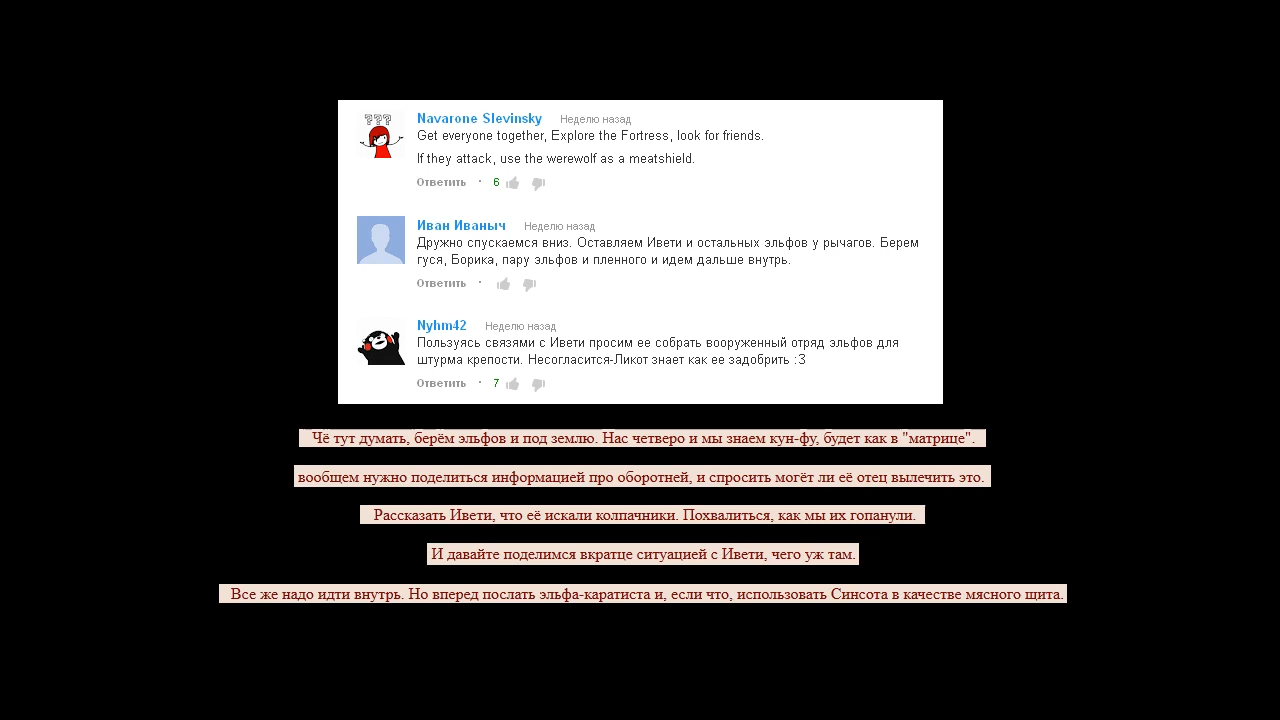 ???
Navarone Slevinsky Неделю назад
Get everyone together, Explore the Fortress, look for friends.
If they attack, use the werewolf as a meatshield.
Ответить · 6
Иван Иваныч Неделю назад
Дружно спускаемся вниз. Оставляем Ивети и остальных эльфов у рычагов. Берем
гуся, Борика, пару эльфов и пленного и идем дальше внутрь.
Ответить ·
Nyhm42 Неделю назад
Пользуясь связями с Ивети просим ее собрать вооруженный отряд эльфов для
штурма крепости. Несогласится-Ликот знает как ее задобрить :3
Ответить · 7
Чё тут думать, берём эльфов и под землю. Нас четверо и мы знаем кун-фу, будет как в "матрице".
вообщем нужно поделиться информацией про оборотней, и спросить могёт ли её отец вылечить это.
Рассказать Ивети, что её искали колпачники. Похвалиться, как мы их гопанули.
И давайте поделимся вкратце ситуацией с Ивети, чего уж там.
Все же надо идти внутрь. Но вперед послать эльфа-каратиста и, если что, использовать Синсота в качестве мясного щита.